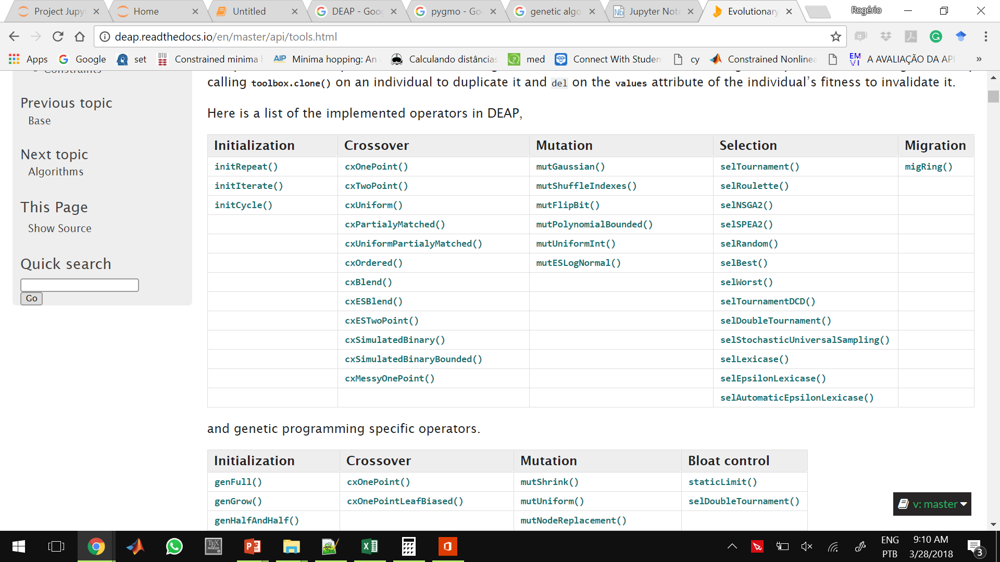 Project Jupy
Home
Untitled
DEAP - Goo
pygmo - Go
genetic algo
Jupyter Note
Evolutionary
Rogério
deap.readthedocs.io/en/master/api/tools.html
Apps
Google
set
Constrained minima h
AIP Minima hopping: An
Calculando distâncias
med
Connect With Studen
cy
Constrained Nonlinea
A AVALIAÇÃO DA APR
»
Constraints
Previous topic
Base
Next topic
Algorithms
This Page
Show Source
Quick search
Go
calling toolbox.clone() on an individual to duplicate it and del on the values attribute of the individual’s fitness to invalidate it.
Here is a list of the implemented operators in DEAP,
Initialization Crossover Mutation Selection Migration
initRepeat() cxOnePoint() mutGaussian() selTournament() migRing()
initIterate() cxTwoPoint() mutShuffleIndexes() selRoulette()
initCycle() cxUniform() mutFlipBit() selNSGA2()
cxPartialyMatched() mutPolynomialBounded() selSPEA2()
cxUniformPartialyMatched() mutUniformInt() selRandom()
cxOrdered() mutESLogNormal() selBest()
cxBlend() selWorst()
cxESBlend() selTournamentDCD()
cxESTwoPoint() selDoubleTournament()
cxSimulatedBinary() selStochasticUniversalSampling()
cxSimulatedBinaryBounded() selLexicase()
cxMessyOnePoint() selEpsilonLexicase()
selAutomaticEpsilonLexicase()
and genetic programming specific operators.
Initialization Crossover Mutation Bloat control
genFull() cxOnePoint() mutShrink() staticLimit()
genGrow() cxOnePointLeafBiased() mutUniform() selDoubleTournament()
genHalfAndHalf() mutNodeReplacement()
v: master
ENG
PTB
9:10 AM
3/28/2018
3